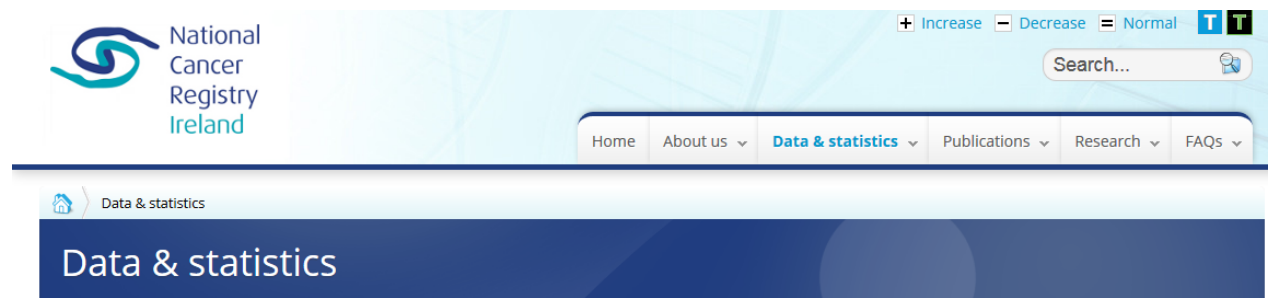 National
Cancer
Registry
Ireland
Increase Decrease Normal T T
Search...
Home About us Data & statistics Publications Research FAQs
Data & statistics
Data & statistics